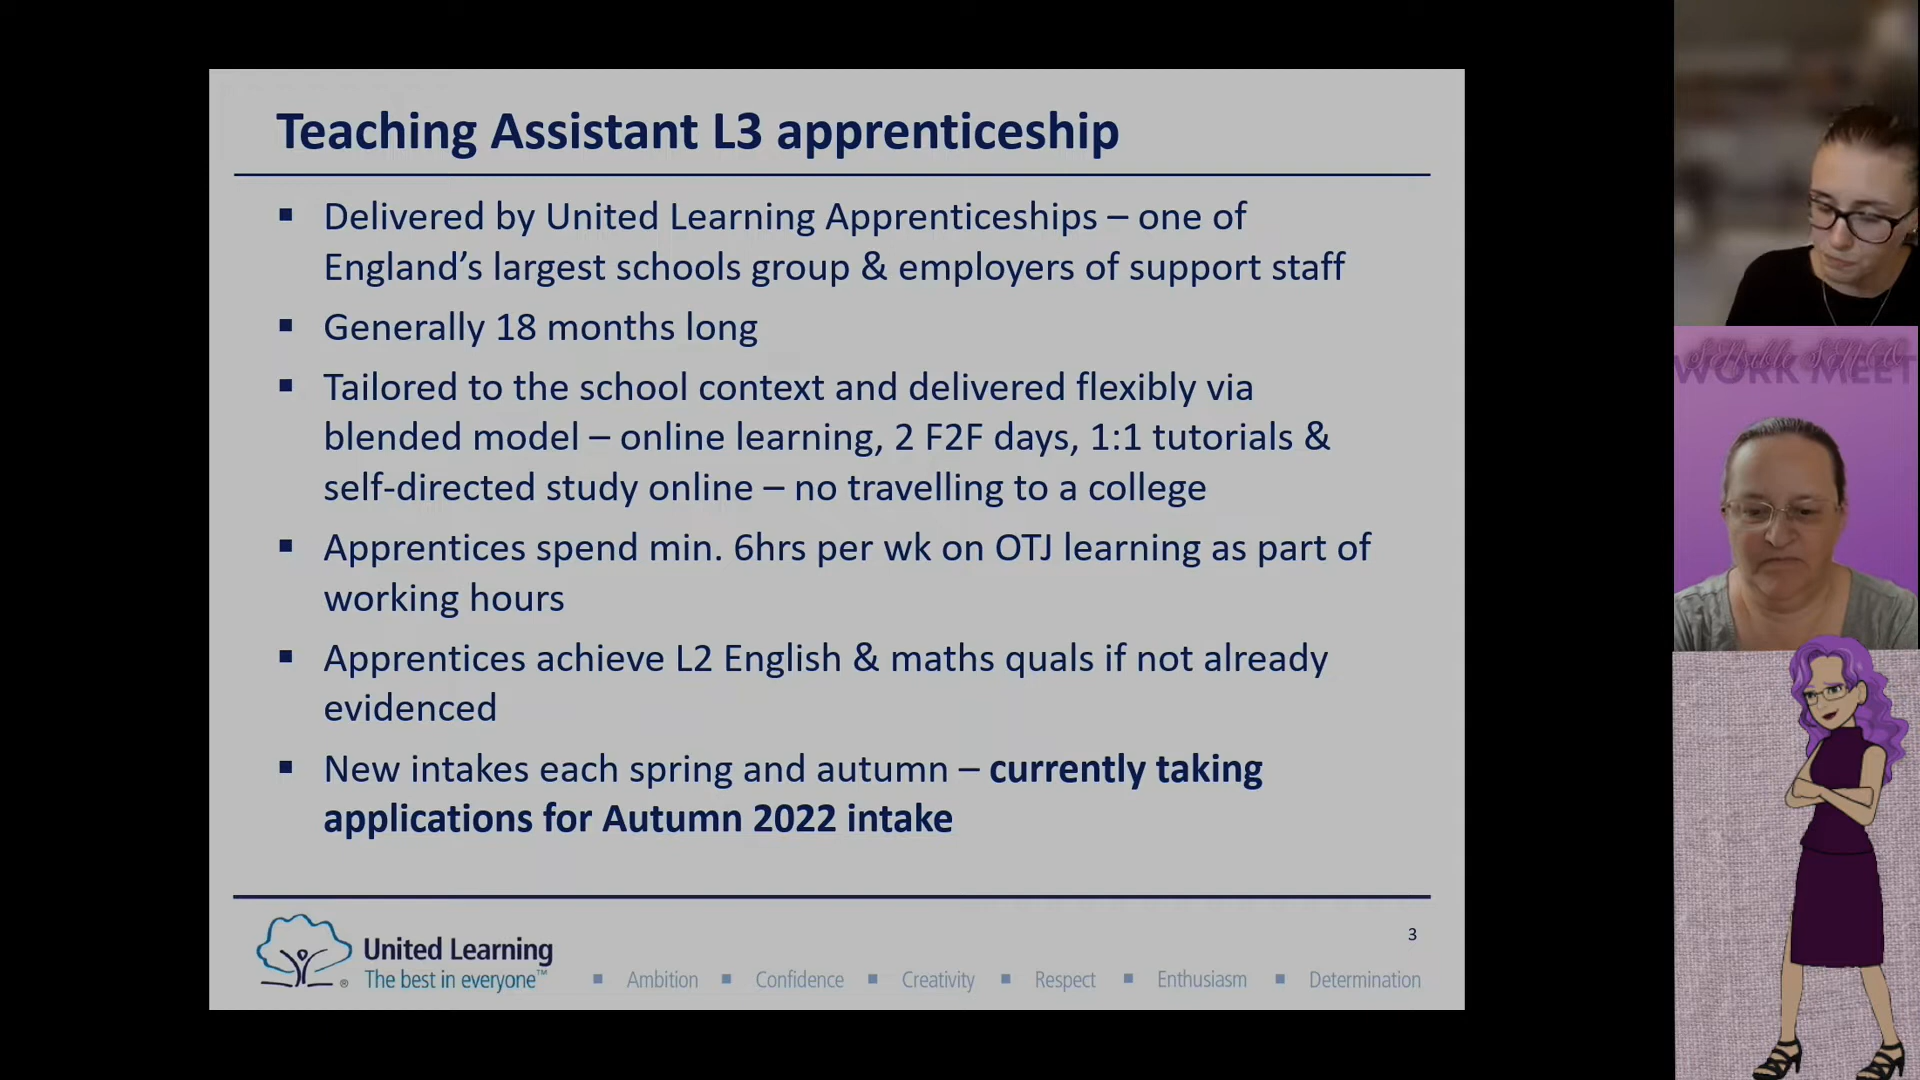 Teaching Assistant L3 apprenticeship
▪ Delivered by United Learning Apprenticeships – one of
England’s largest schools group & employers of support staff
▪ Generally 18 months long
▪ Tailored to the school context and delivered flexibly via
blended model – online learning, 2 F2F days, 1:1 tutorials &
self-directed study online – no travelling to a college
▪ Apprentices spend min. 6hrs per wk on OTJ learning as part of
working hours
▪ Apprentices achieve L2 English & maths quals if not already
evidenced
▪ New intakes each spring and autumn – currently taking
applications for Autumn 2022 intake
3
United Learning
The best in everyone™
▪ Ambition ▪ Confidence ▪ Creativity ▪ Respect ▪ Enthusiasm ▪ Determination
WORK MEET